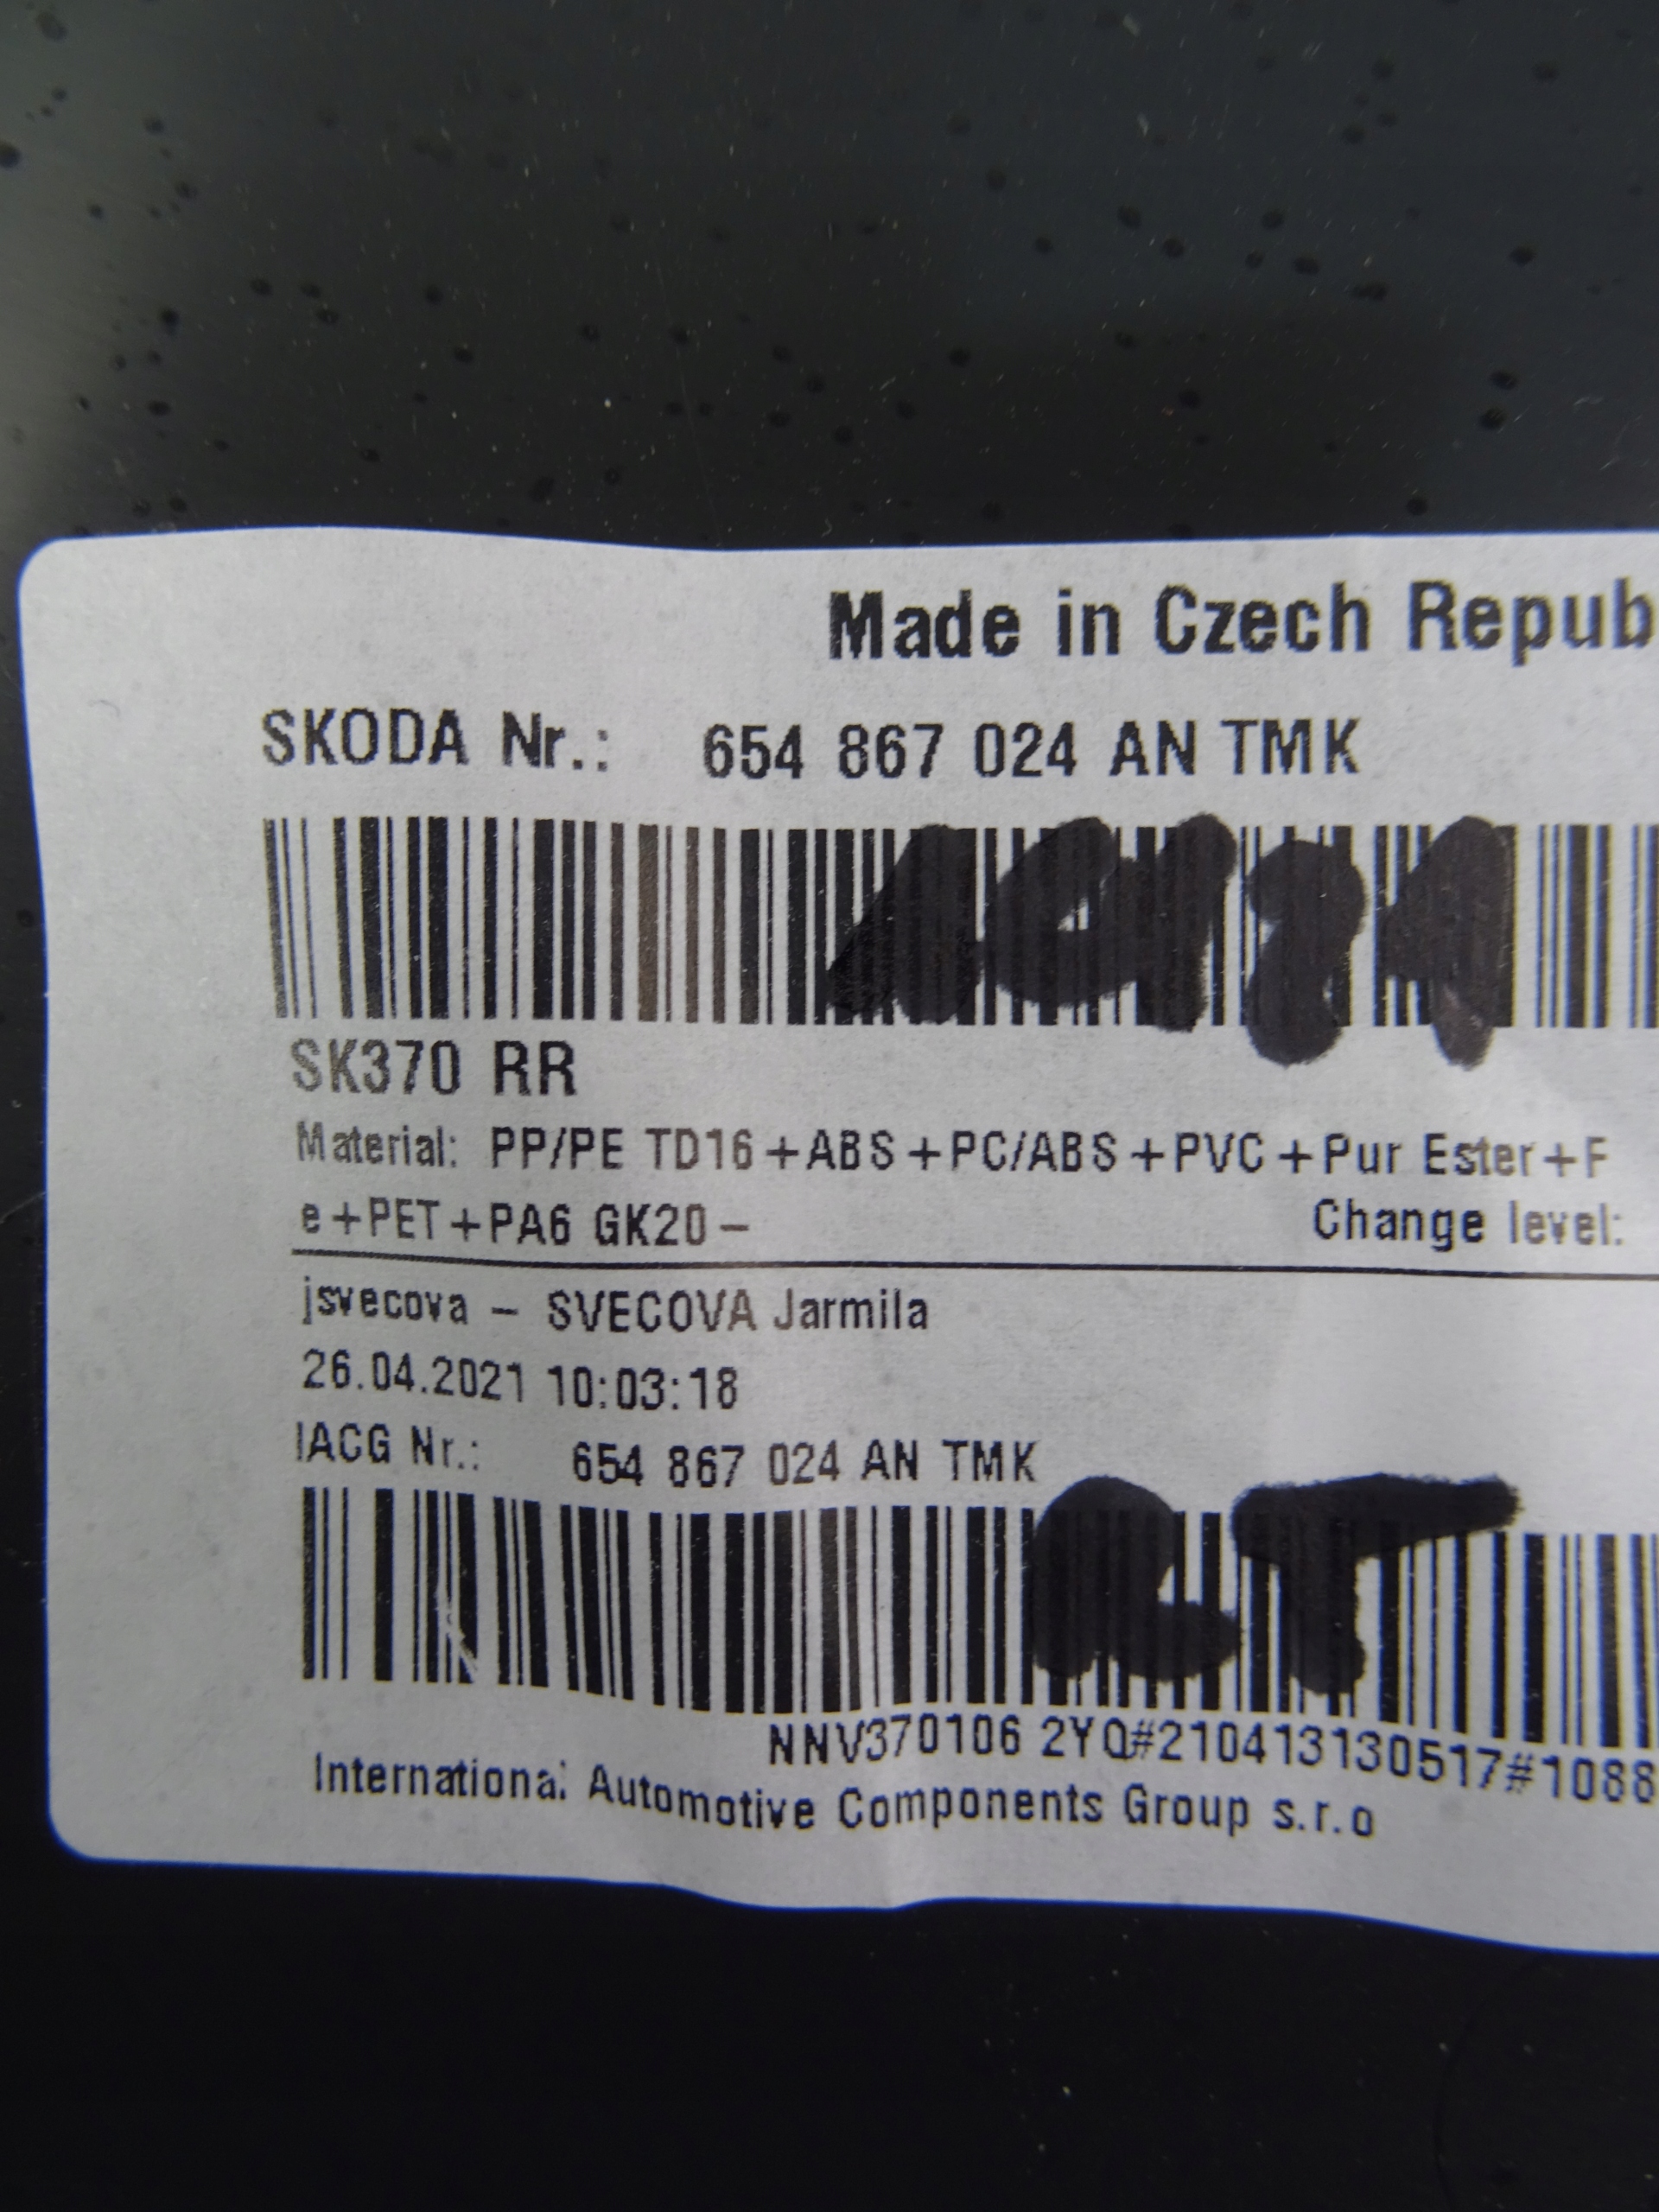 Made in Czech Repub
SKODA Nr.: 654 867 024 AN TMK
SK370 RR
Material: PP/PE TD16+ABS+PC/ABS+PVC+Pur Ester+F
e+PET+PA6 GK20-
Change level:
jsvecova - SVECOVA Jarmila
26.04.2021 10:03:18
IACG Nr.: 654 867 024 AN TMK
NNV370106 2YQ#210413130517#1088
International Automotive Components Group s.r.o